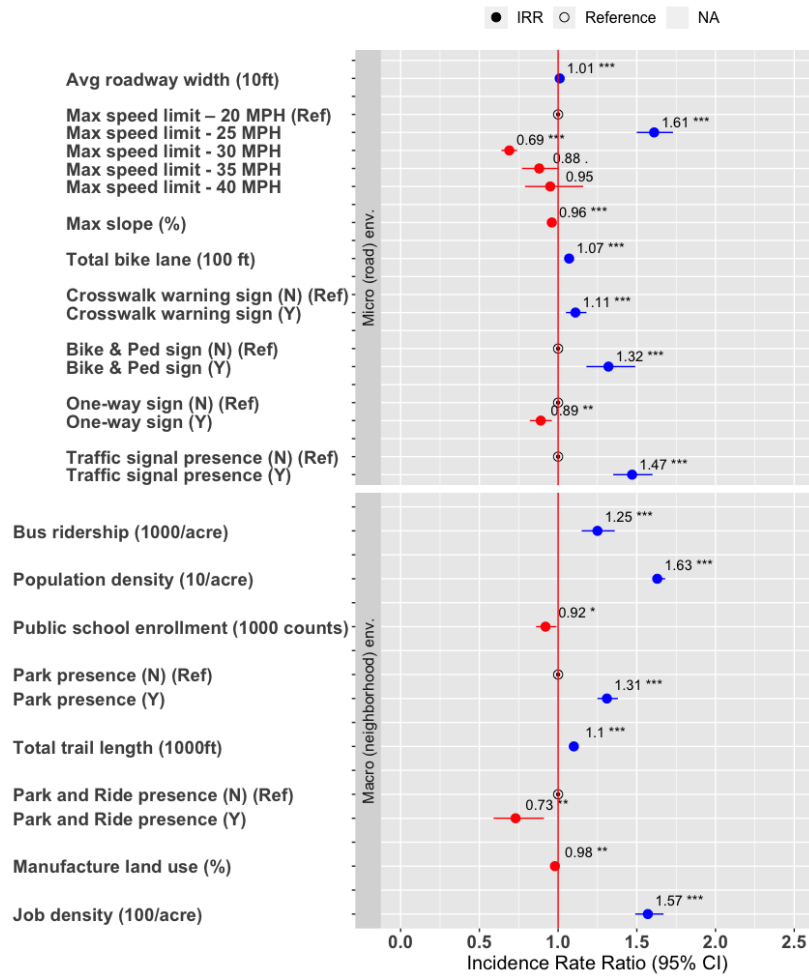 IRR Reference NA
Micro (road) env.
Avg roadway width (10ft) 1.01 ***
Max speed limit – 20 MPH (Ref)
Max speed limit - 25 MPH 1.61 ***
Max speed limit - 30 MPH 0.69 ***
Max speed limit - 35 MPH 0.88 .
Max speed limit - 40 MPH 0.95
Max slope (%) 0.96 ***
Total bike lane (100 ft) 1.07 ***
Crosswalk warning sign (N) (Ref)
Crosswalk warning sign (Y) 1.11 ***
Bike & Ped sign (N) (Ref)
Bike & Ped sign (Y) 1.32 ***
One-way sign (N) (Ref)
One-way sign (Y) 0.89 **
Traffic signal presence (N) (Ref)
Traffic signal presence (Y) 1.47 ***
Macro (neighborhood) env.
Bus ridership (1000/acre) 1.25 ***
Population density (10/acre) 1.63 ***
Public school enrollment (1000 counts) 0.92 *
Park presence (N) (Ref)
Park presence (Y) 1.31 ***
Total trail length (1000ft) 1.1 ***
Park and Ride presence (N) (Ref)
Park and Ride presence (Y) 0.73 **
Manufacture land use (%) 0.98 **
Job density (100/acre) 1.57 ***
0.0 0.5 1.0 1.5 2.0 2.5
Incidence Rate Ratio (95% CI)